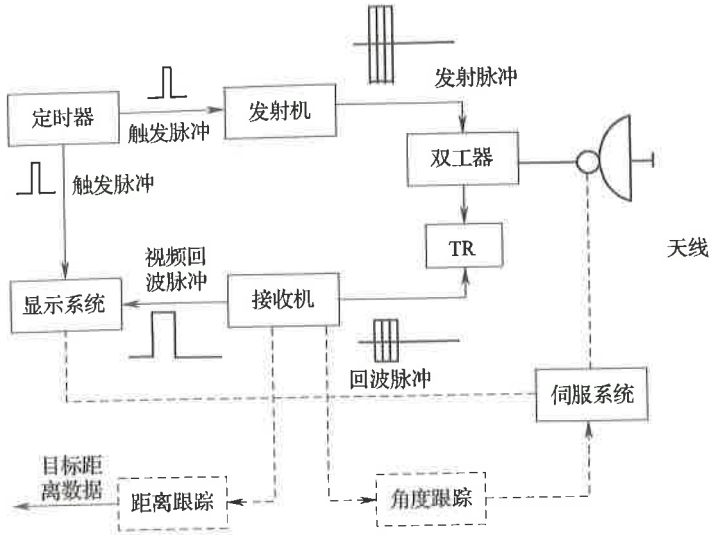 发射脉冲
定时器
触发脉冲
发射机
双工器
触发脉冲
TR
天线
视频回
波脉冲
显示系统
接收机
回波脉冲
伺服系统
目标距
离数据
距离跟踪
角度跟踪